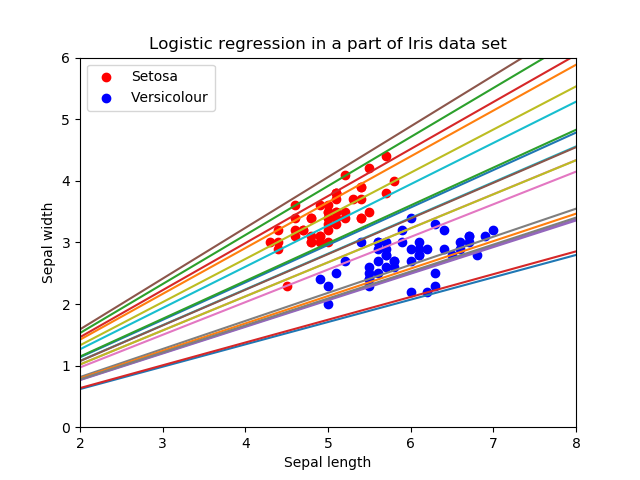 Logistic regression in a part of Iris data set
Setosa
Versicolour
Sepal width
6
5
4
3
2
1
0
2 3 4 5 6 7 8
Sepal length